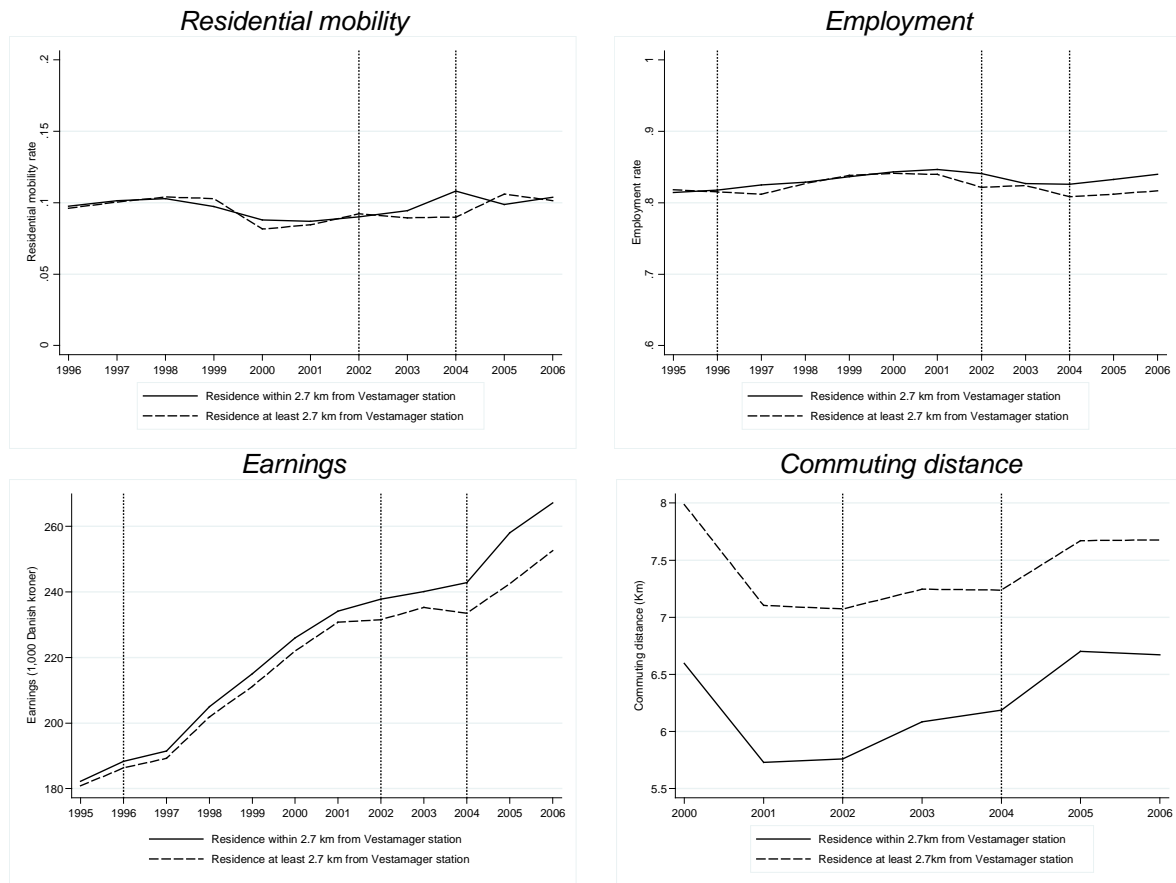 Residential mobility
Residential mobility rate
.2
.15
.1
.05
0
1996 1997 1998 1999 2000 2001 2002 2003 2004 2005 2006
Residence within 2.7 km from Vestamager station
Residence at least 2.7 km from Vestamager station
Employment
Employment rate
1
.9
.8
.7
.6
1995 1996 1997 1998 1999 2000 2001 2002 2003 2004 2005 2006
Residence within 2.7 km from Vestamager station
Residence at least 2.7 km from Vestamager station
Earnings
Earnings (1,000 Danish kroner)
260
240
220
200
180
1995 1996 1997 1998 1999 2000 2001 2002 2003 2004 2005 2006
Residence within 2.7 km from Vestamager station
Residence at least 2.7 km from Vestamager station
Commuting distance
Commuting distance (Km)
8
7.5
7
6.5
6
5.5
2000 2001 2002 2003 2004 2005 2006
Residence within 2.7km from Vestamager station
Residence at least 2.7km from Vestamager station